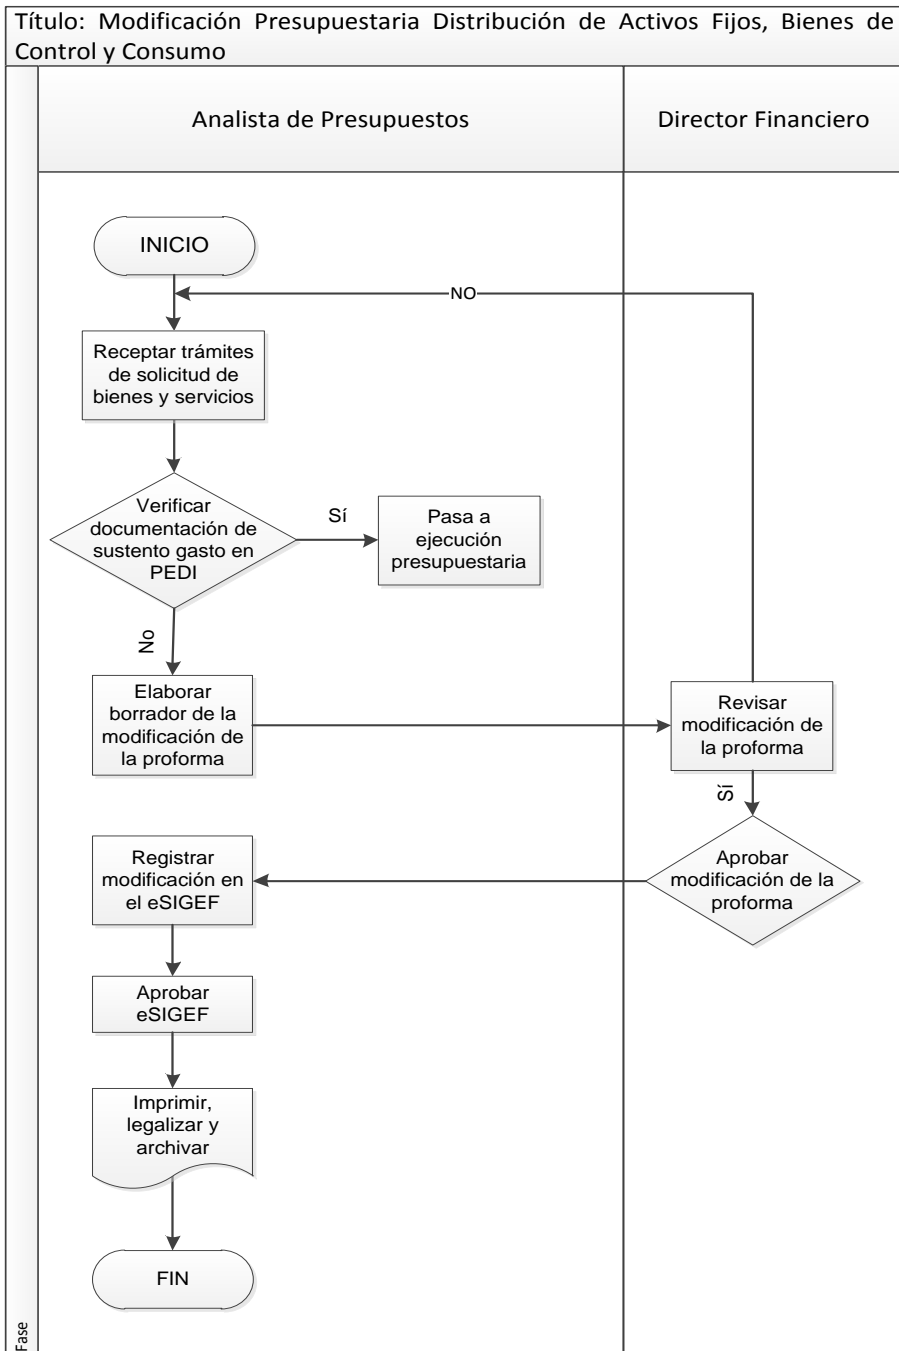 Título: Modificación Presupuestaria Distribución de Activos Fijos, Bienes de
Control y Consumo
Analista de Presupuestos
Director Financiero
INICIO
NO
Receptar trámites
de solicitud de
bienes y servicios
Verificar
documentación de
sustento gasto en
PEDI
Sí
Pasa a
ejecución
presupuestaria
No
Elaborar
borrador de la
modificación de
la proforma
Revisar
modificación de
la proforma
Sí
Aprobar
modificación de la
proforma
Registrar
modificación en
el eSIGEF
Aprobar
eSIGEF
Imprimir,
legalizar y
archivar
FIN
Fase